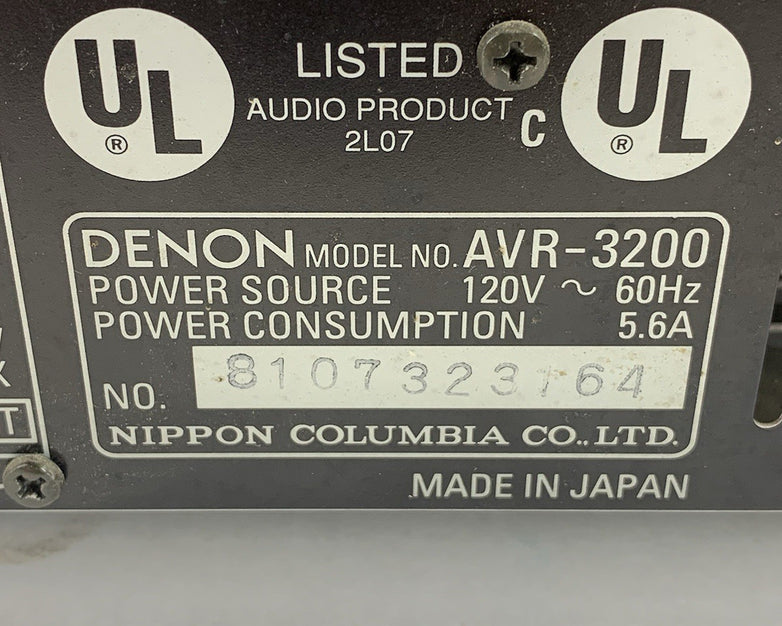 UL LISTED UL
® AUDIO PRODUCT C ®
2L07
DENON MODEL NO. AVR-3200
POWER SOURCE 120V ~ 60Hz
POWER CONSUMPTION 5.6A
NO. 8107323164
NIPPON COLUMBIA CO., LTD.
MADE IN JAPAN
T